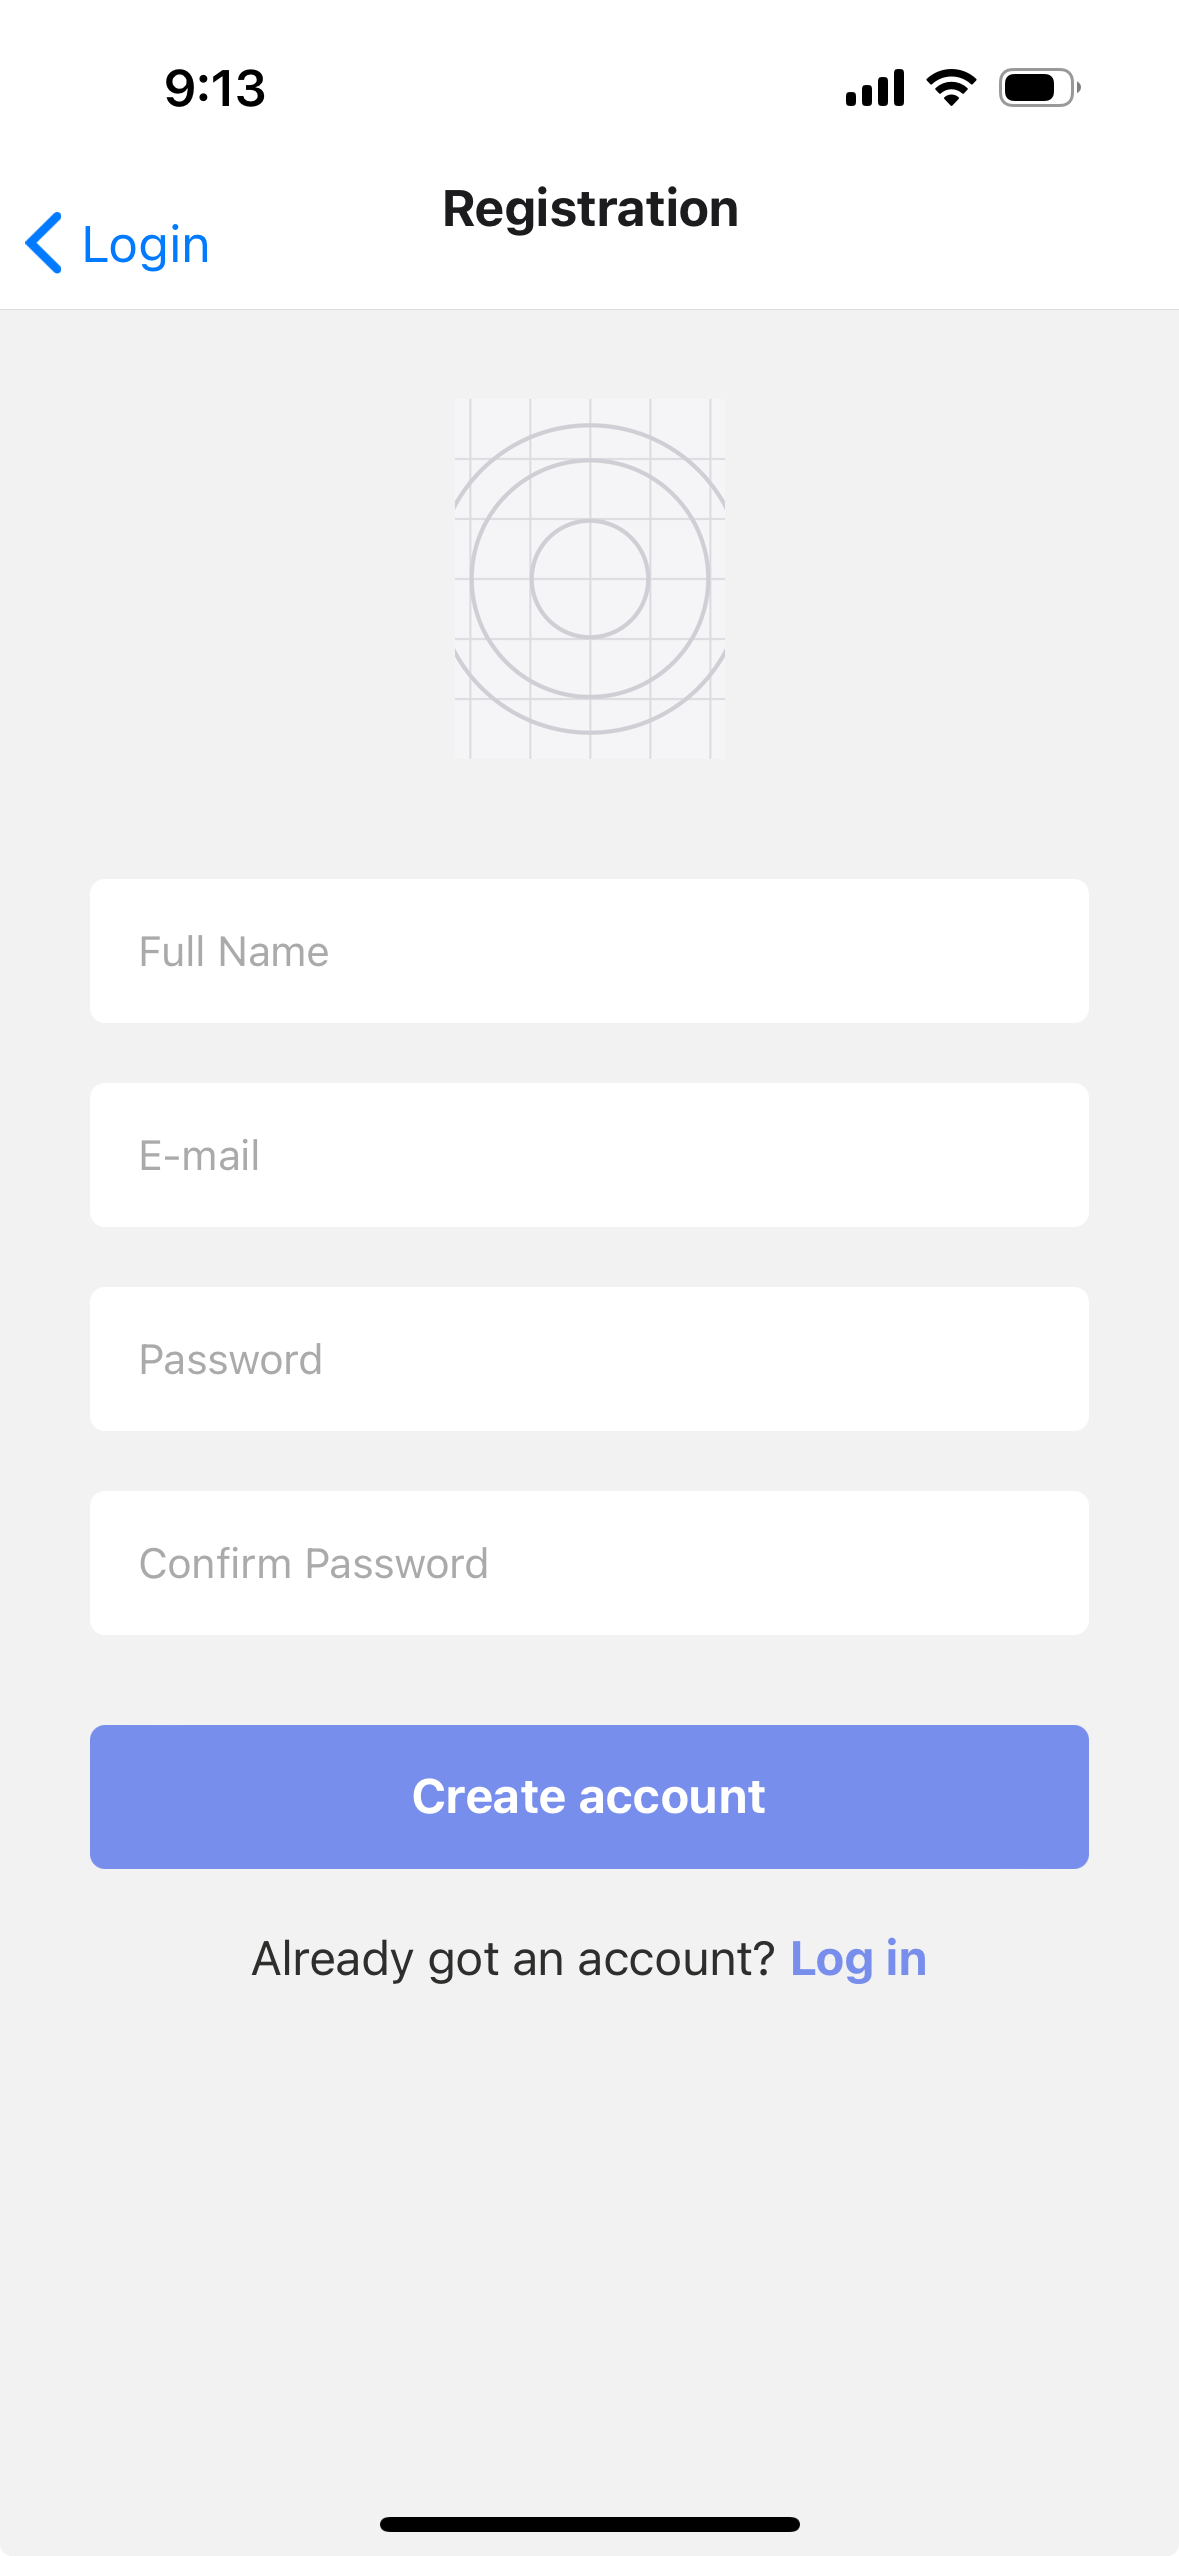 9:13
Registration
Login
Full Name
E-mail
Password
Confirm Password
Create account
Already got an account? Log in